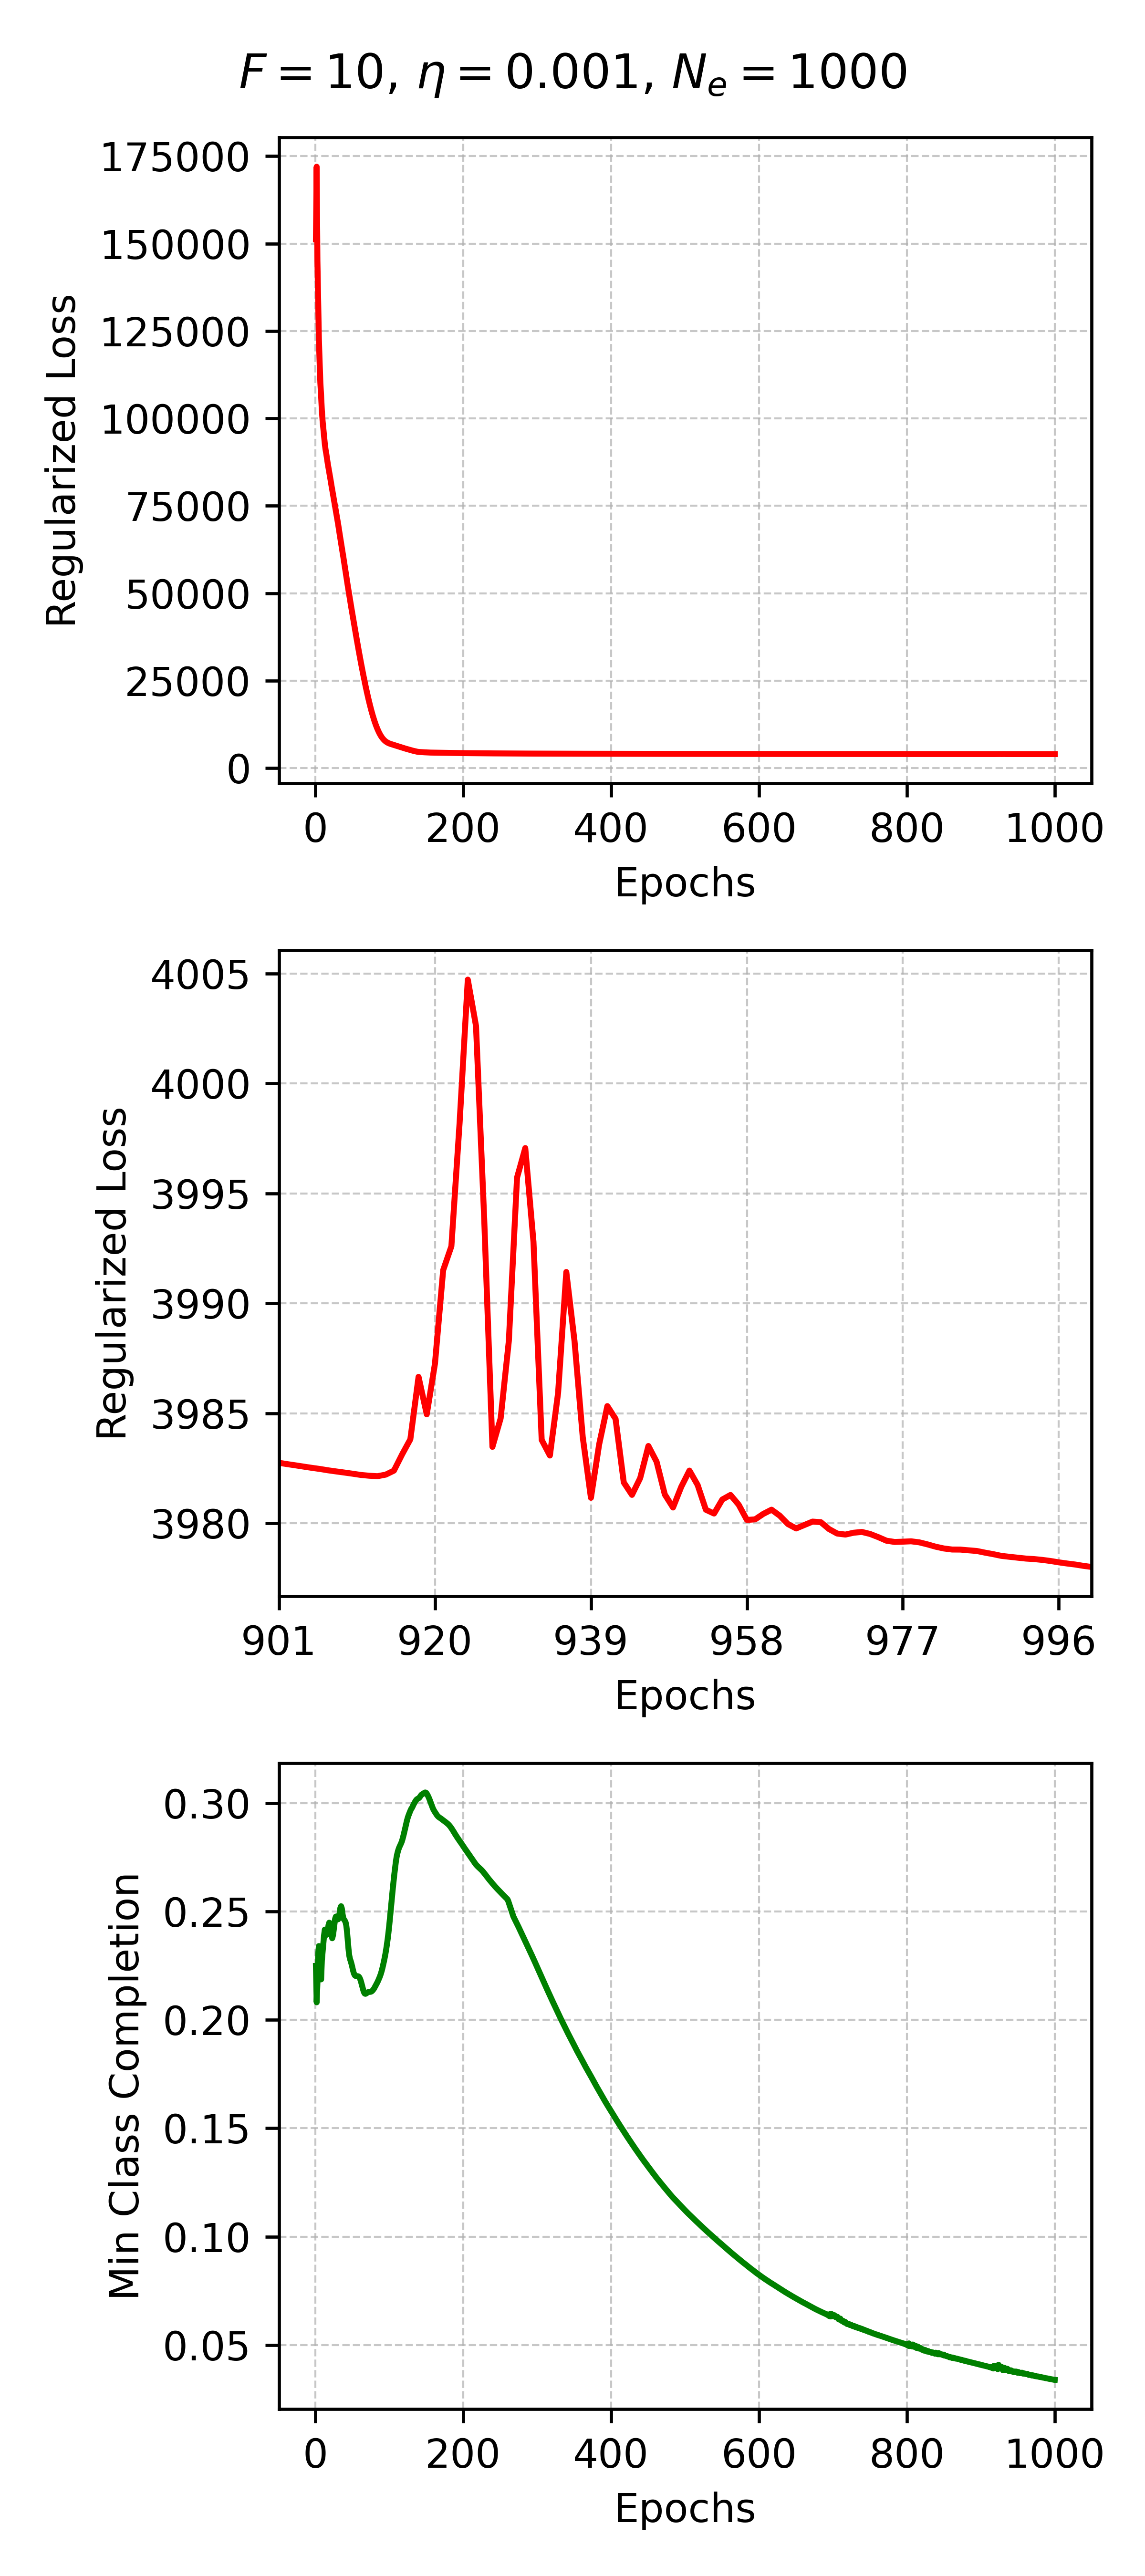 F = 10, η = 0.001, Nₑ = 1000
175000
150000
125000
100000
75000
50000
25000
0
Regularized Loss
0 200 400 600 800 1000
Epochs
4005
4000
3995
3990
3985
3980
Regularized Loss
901 920 939 958 977 996
Epochs
0.30
0.25
0.20
0.15
0.10
0.05
Min Class Completion
0 200 400 600 800 1000
Epochs